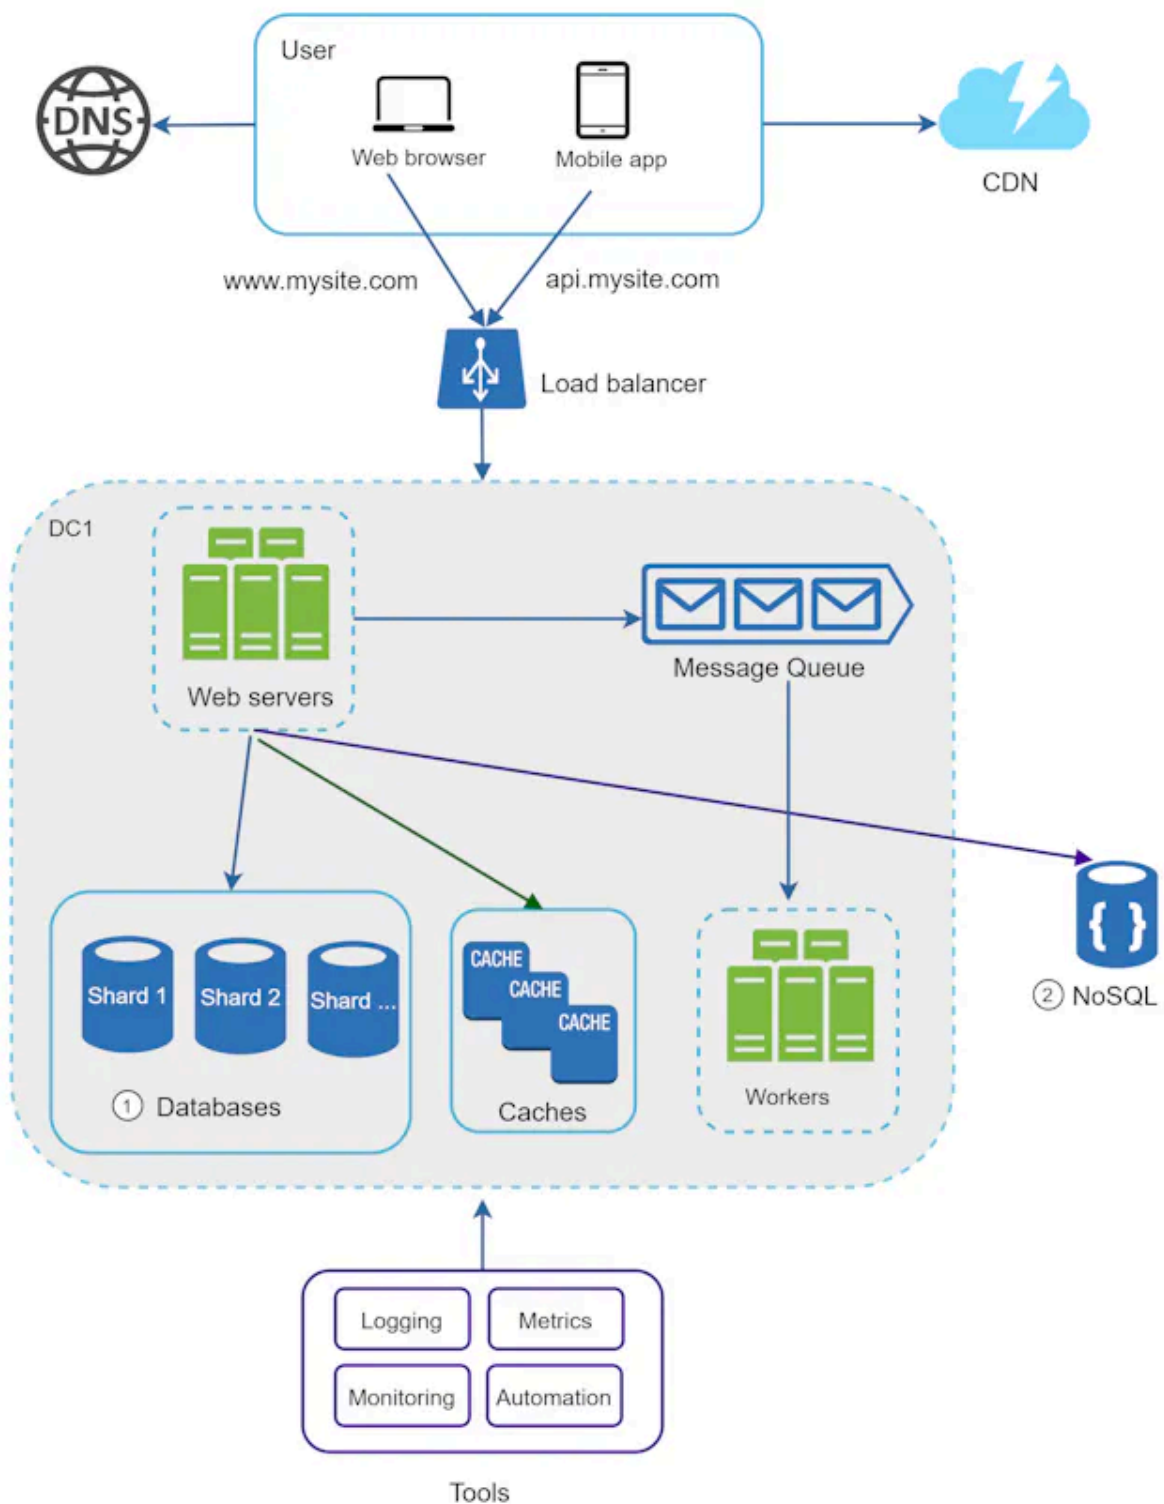 User
DNS
Web browser
Mobile app
CDN
www.mysite.com
api.mysite.com
Load balancer
DC1
Web servers
Message Queue
Shard 1
Shard 2
Shard ...
① Databases
CACHE
CACHE
CACHE
Caches
Workers
② NoSQL
Logging
Metrics
Monitoring
Automation
Tools